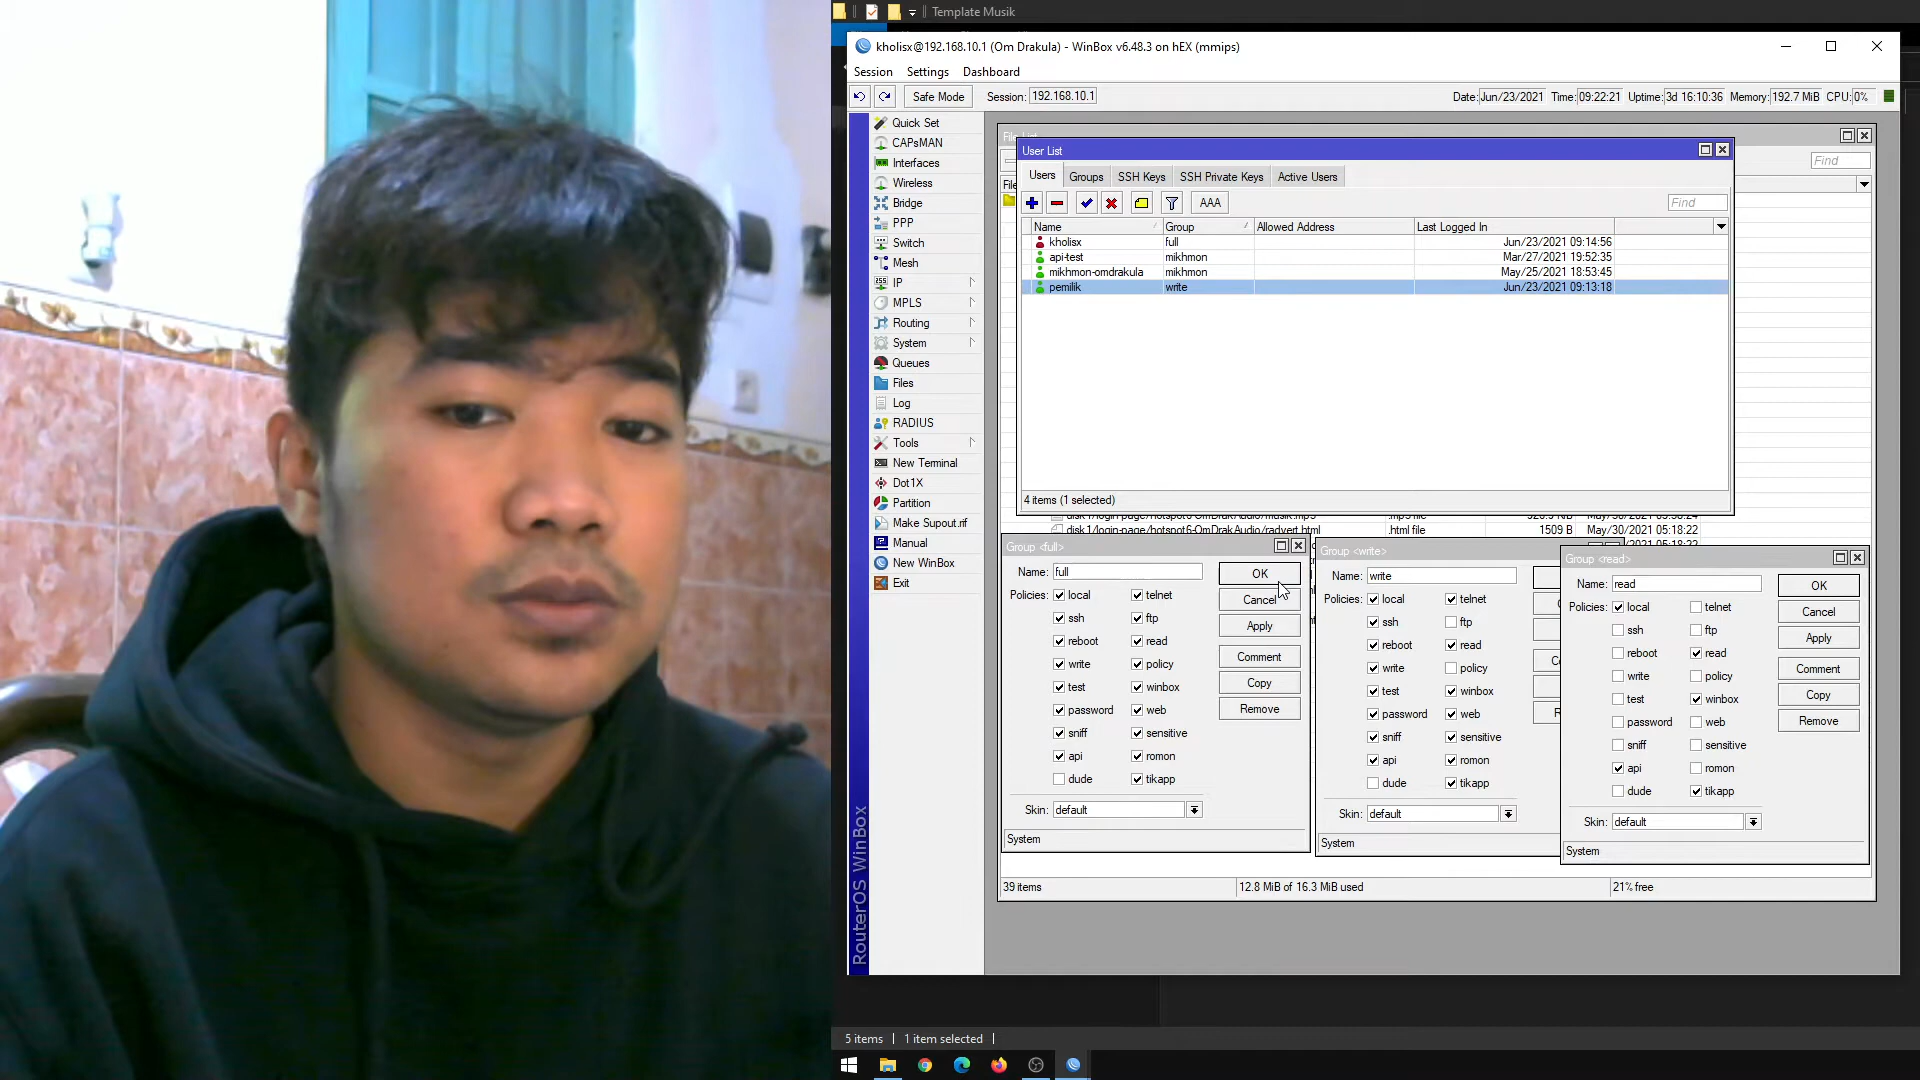 Template Musik
kholisx@192.168.10.1 (Om Drakula) - WinBox v6.48.3 on hEX (mmips)
Session Settings Dashboard
Safe Mode Session: 192.168.10.1 Date: Jun/23/2021 Time: 09:22:21 Uptime: 3d 16:10:36 Memory: 192.7 MiB CPU: 0%
Quick Set
CAPsMAN
Interfaces
Wireless
Bridge
PPP
Switch
Mesh
IP
MPLS
Routing
System
Queues
Files
Log
RADIUS
Tools
New Terminal
Dot1X
Partition
Make Supout.rif
Manual
New WinBox
Exit
RouterOS WinBox
Find
User List
Users Groups SSH Keys SSH Private Keys Active Users
AAA Find
Name Group Allowed Address Last Logged In
kholisx full Jun/23/2021 09:14:56
api-test mikhmon Mar/27/2021 19:52:35
mikhmon-omdrakula mikhmon May/25/2021 18:53:45
pemilik write Jun/23/2021 09:13:18
4 items (1 selected)
disk1/login-page/hotspot6-OmDrakAudio/radvert.html .html file 1509 B May/30/2021 05:18:22
Group <full>
Name: full OK
Policies: local telnet Cancel
ssh ftp Apply
reboot read
write policy Comment
test winbox Copy
password web Remove
sniff sensitive
api romon
dude tikapp
Skin: default
System
Group <write>
Name: write
Policies: local telnet
ssh ftp
reboot read
write policy
test winbox
password web
sniff sensitive
api romon
dude tikapp
Skin: default
System
Group <read>
Name: read OK
Policies: local telnet Cancel
ssh ftp Apply
reboot read
write policy Comment
test winbox Copy
password web Remove
sniff sensitive
api romon
dude tikapp
Skin: default
System
39 items 12.8 MiB of 16.3 MiB used 21% free
5 items 1 item selected